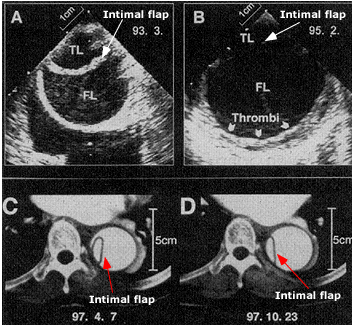 A
1cm
Intimal flap
93. 3.
TL
FL
B
1cm
Intimal flap
TL
95. 2.
FL
Thrombi
C
5cm
Intimal flap
97. 4. 7
D
5cm
Intimal flap
97. 10. 23